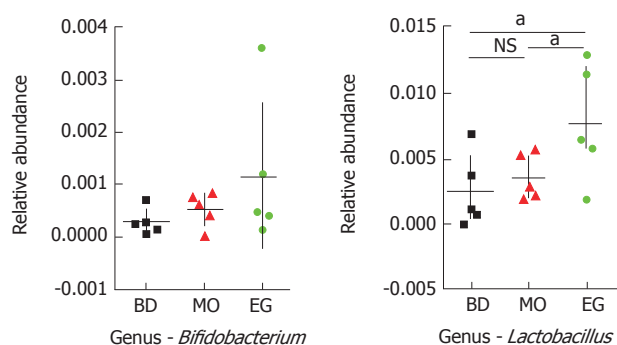 0.004
0.003
0.002
0.001
0.0000
-0.001
Relative abundance
BD MO EG
Genus - Bifidobacterium
0.015
0.010
0.005
0.000
-0.005
Relative abundance
a
NS a
BD MO EG
Genus - Lactobacillus